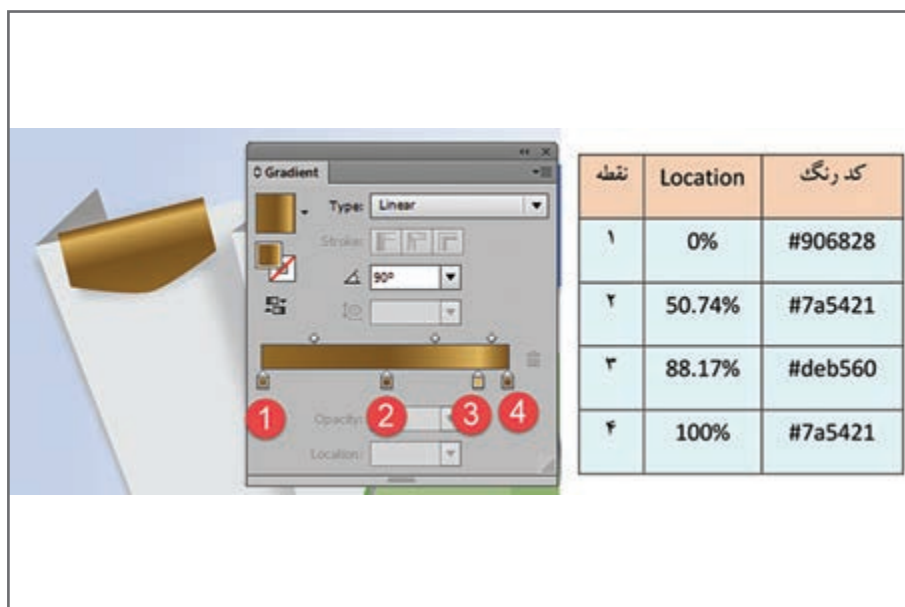 Gradient
Type: Linear
Stroke:
90°
Opacity:
Location:
1
2
3
4
نقطه Location کد رنگ
۱ 0% #906828
۲ 50.74% #7a5421
۳ 88.17% #deb560
۴ 100% #7a5421